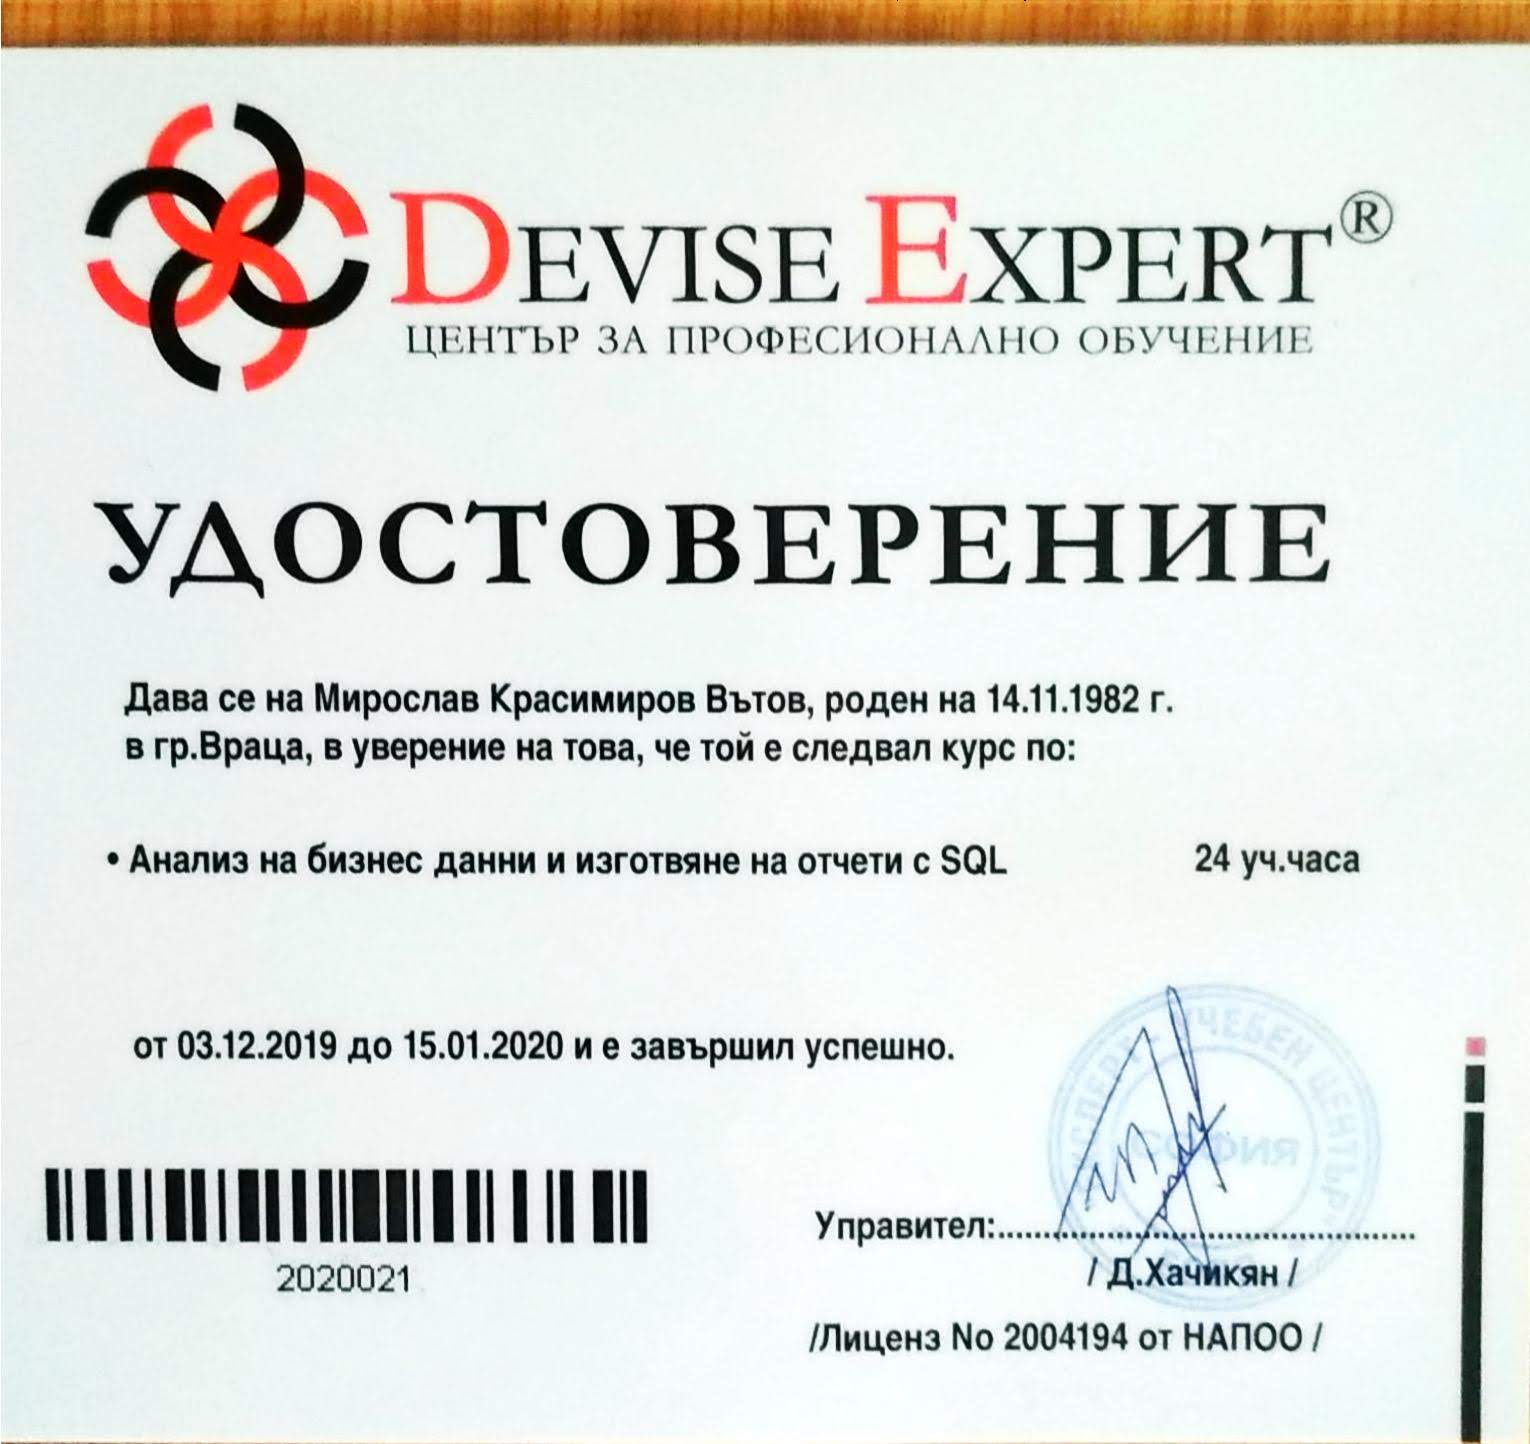 DEVISE EXPERT®
ЦЕНТЪР ЗА ПРОФЕСИОНАЛНО ОБУЧЕНИЕ
УДОСТОВЕРЕНИЕ
Дава се на Мирослав Красимиров Вътов, роден на 14.11.1982 г.
в гр.Враца, в уверение на това, че той е следвал курс по:
• Анализ на бизнес данни и изготвяне на отчети с SQL 24 уч.часа
от 03.12.2019 до 15.01.2020 и е завършил успешно.
УЧЕБЕН ЦЕНТЪР
СОФИЯ
2020021
Управител:..........................................................
/ Д.Хачикян /
/Лиценз No 2004194 от НАПОО /